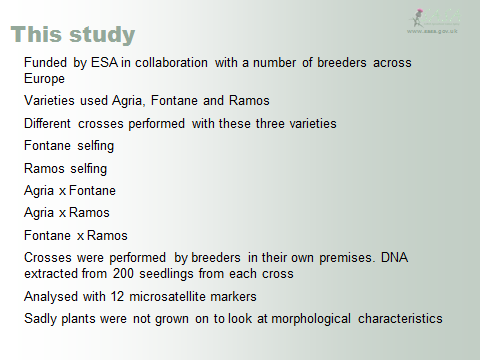 www.sasa.gov.uk
This study
Funded by ESA in collaboration with a number of breeders across
Europe
Varieties used Agria, Fontane and Ramos
Different crosses performed with these three varieties
Fontane selfing
Ramos selfing
Agria x Fontane
Agria x Ramos
Fontane x Ramos
Crosses were performed by breeders in their own premises. DNA
extracted from 200 seedlings from each cross
Analysed with 12 microsatellite markers
Sadly plants were not grown on to look at morphological characteristics